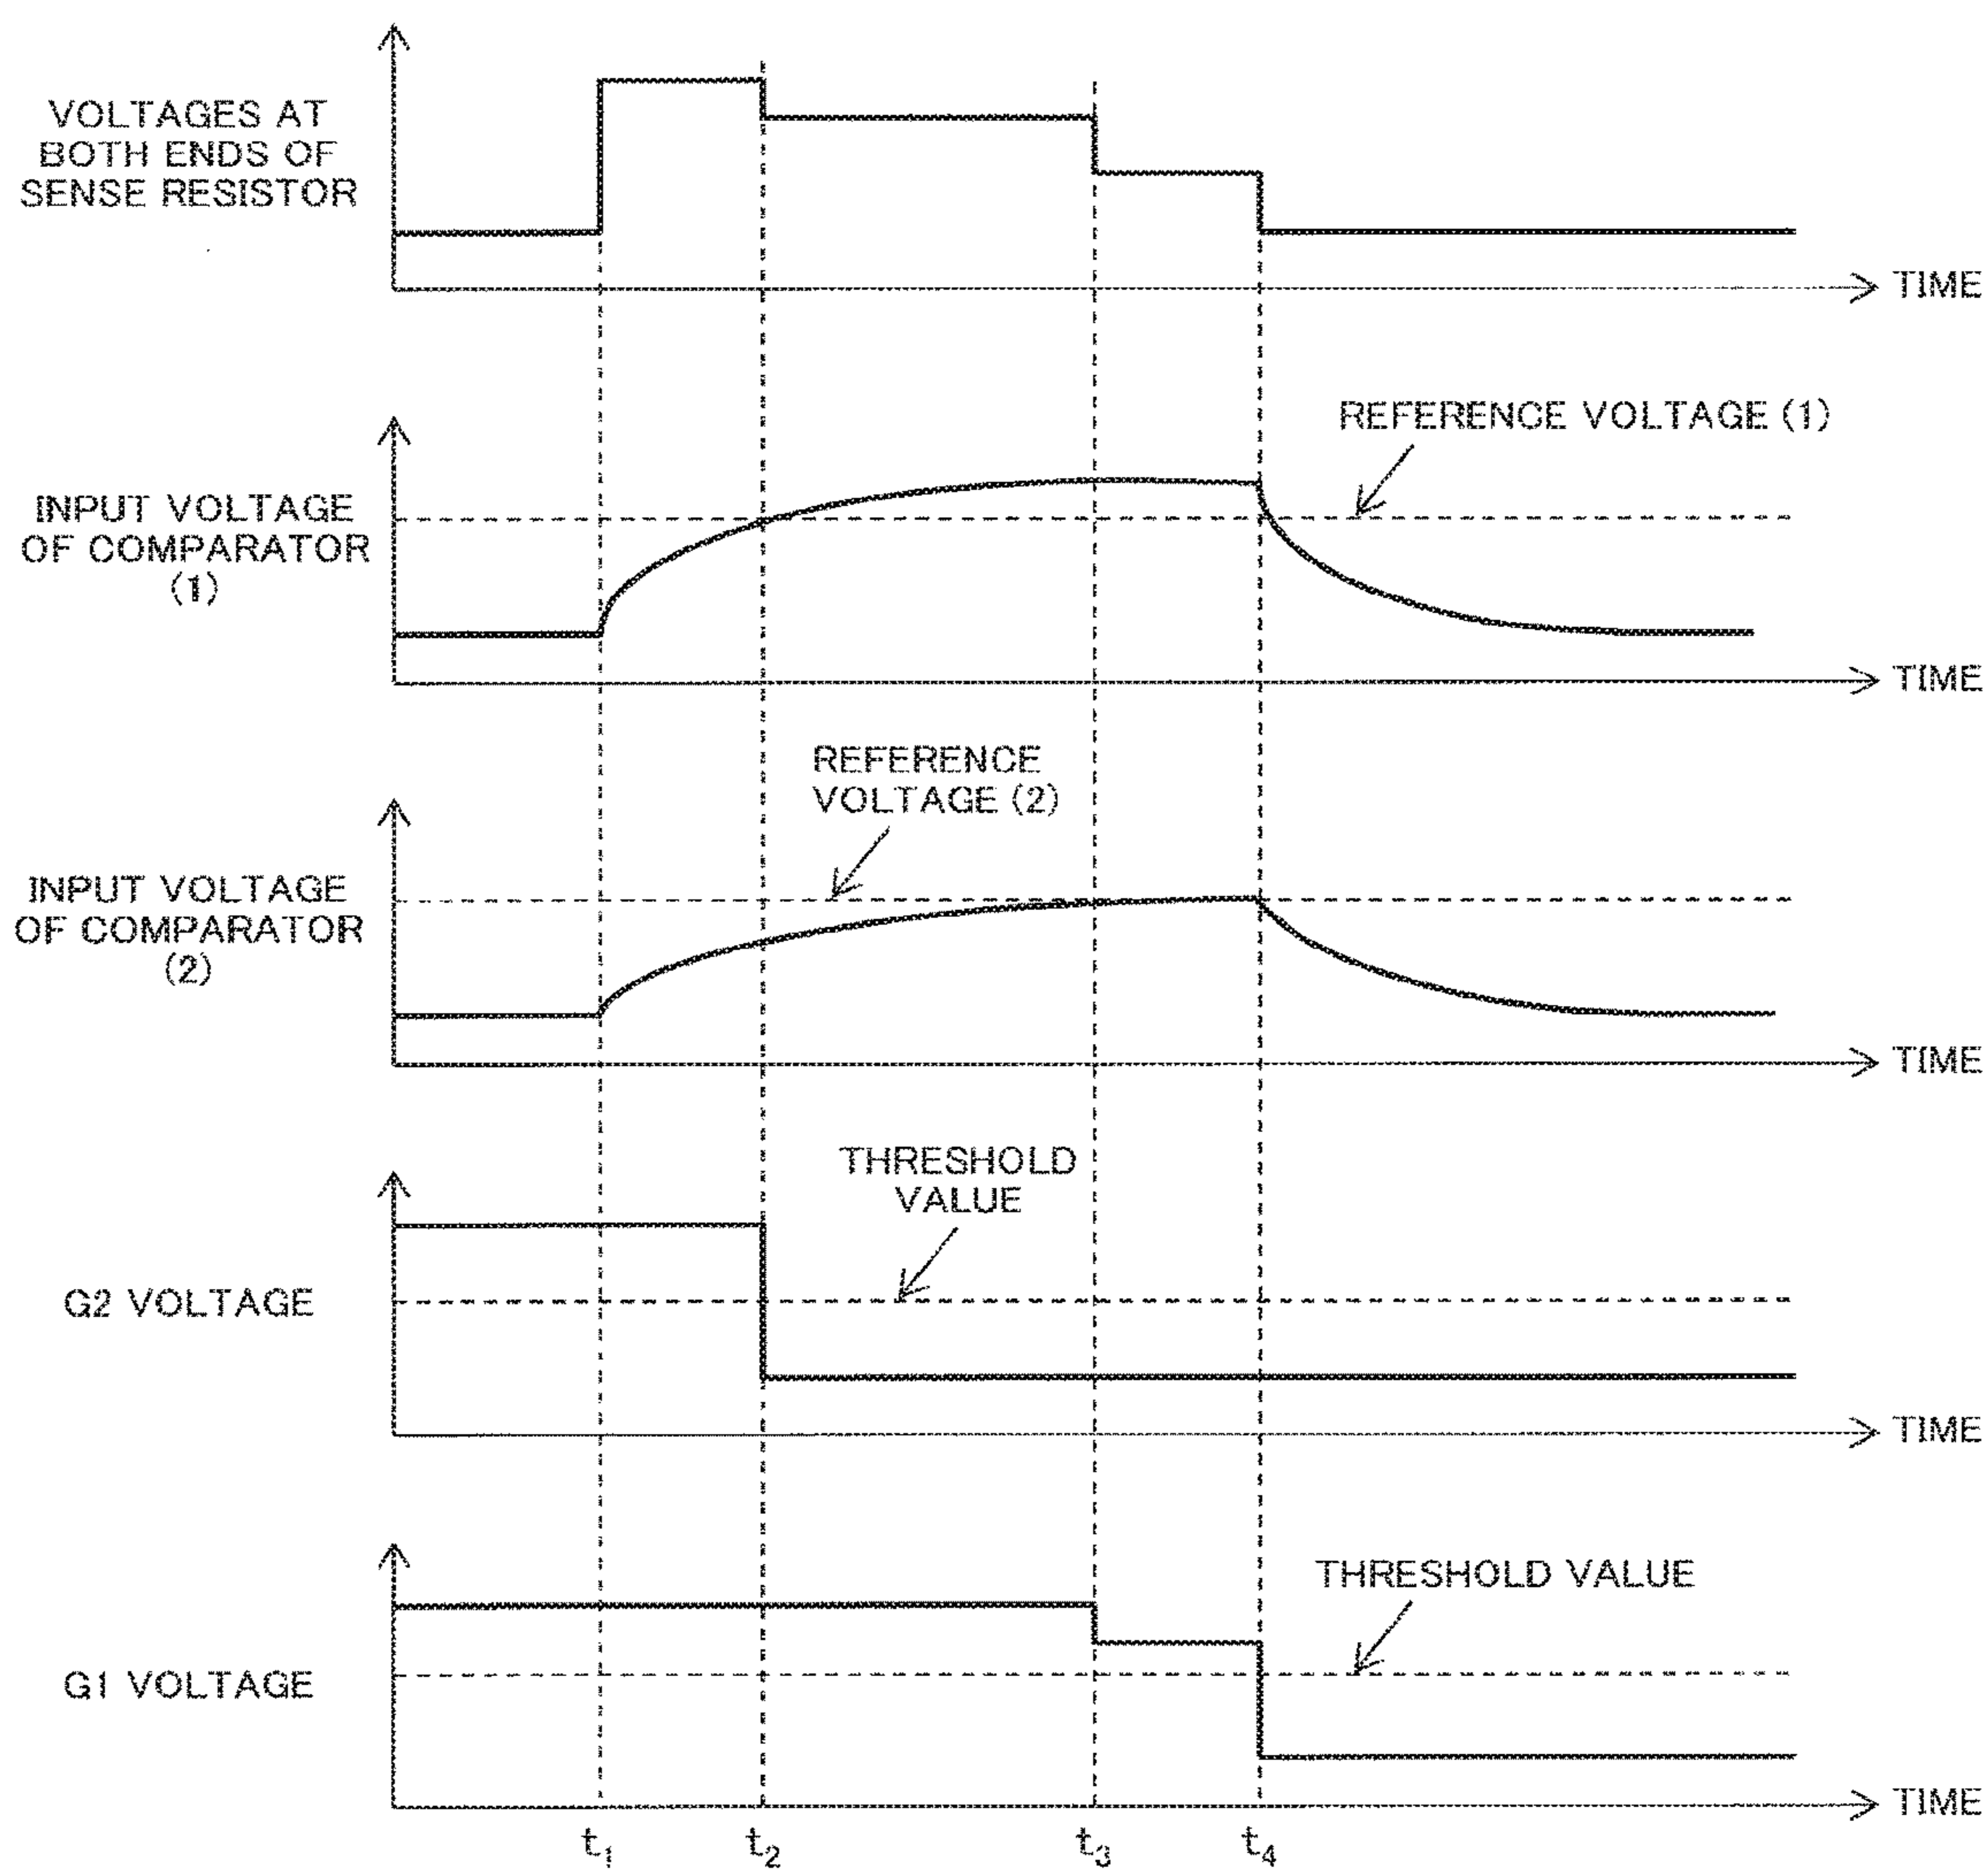 VOLTAGES AT
BOTH ENDS OF
SENSE RESISTOR
TIME
REFERENCE VOLTAGE (1)
INPUT VOLTAGE
OF COMPARATOR
(1)
TIME
REFERENCE
VOLTAGE (2)
INPUT VOLTAGE
OF COMPARATOR
(2)
TIME
THRESHOLD
VALUE
G2 VOLTAGE
TIME
THRESHOLD VALUE
G1 VOLTAGE
TIME
t1 t2 t3 t4